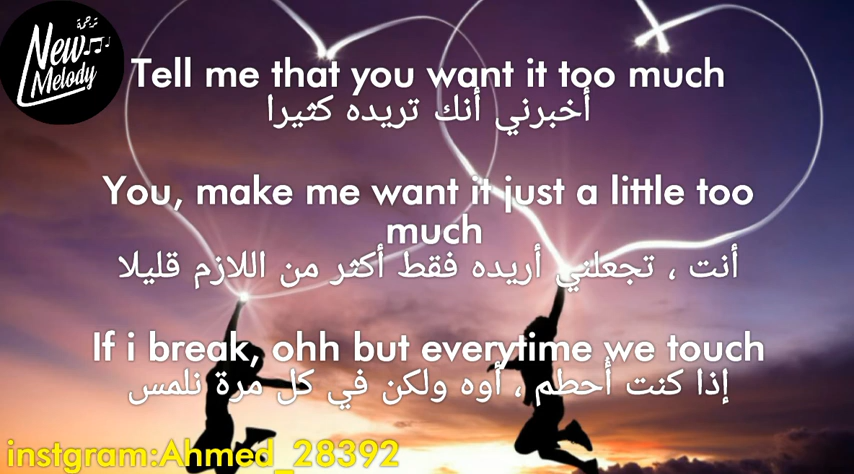 ترجمة
New
Melody
Tell me that you want it too much
أخبرني أنك تريده كثيرا
You, make me want it just a little too
much
أنت ، تجعلني أريده فقط أكثر من اللازم قليلا
If i break, ohh but everytime we touch
إذا كنت أحطم ، أوه ولكن في كل مرة نلمس
instgram:Ahmed_28392